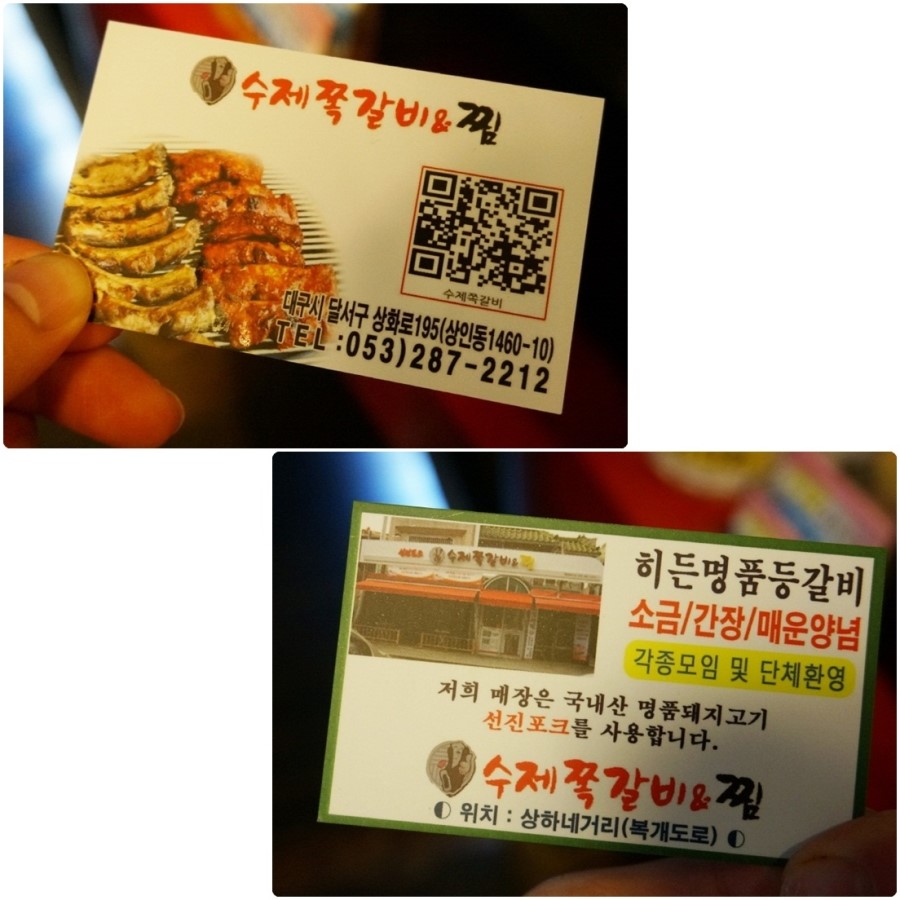 수제쪽갈비&찜
수제쪽갈비
대구시 달서구 상화로195(상인동1460-10)
TEL :053)287-2212
수제쪽갈비&찜
히든명품등갈비
소금/간장/매운양념
각종모임 및 단체환영
저희 매장은 국내산 명품돼지고기
선진포크를 사용합니다.
수제쪽갈비&찜
위치 : 상하네거리(복개도로)